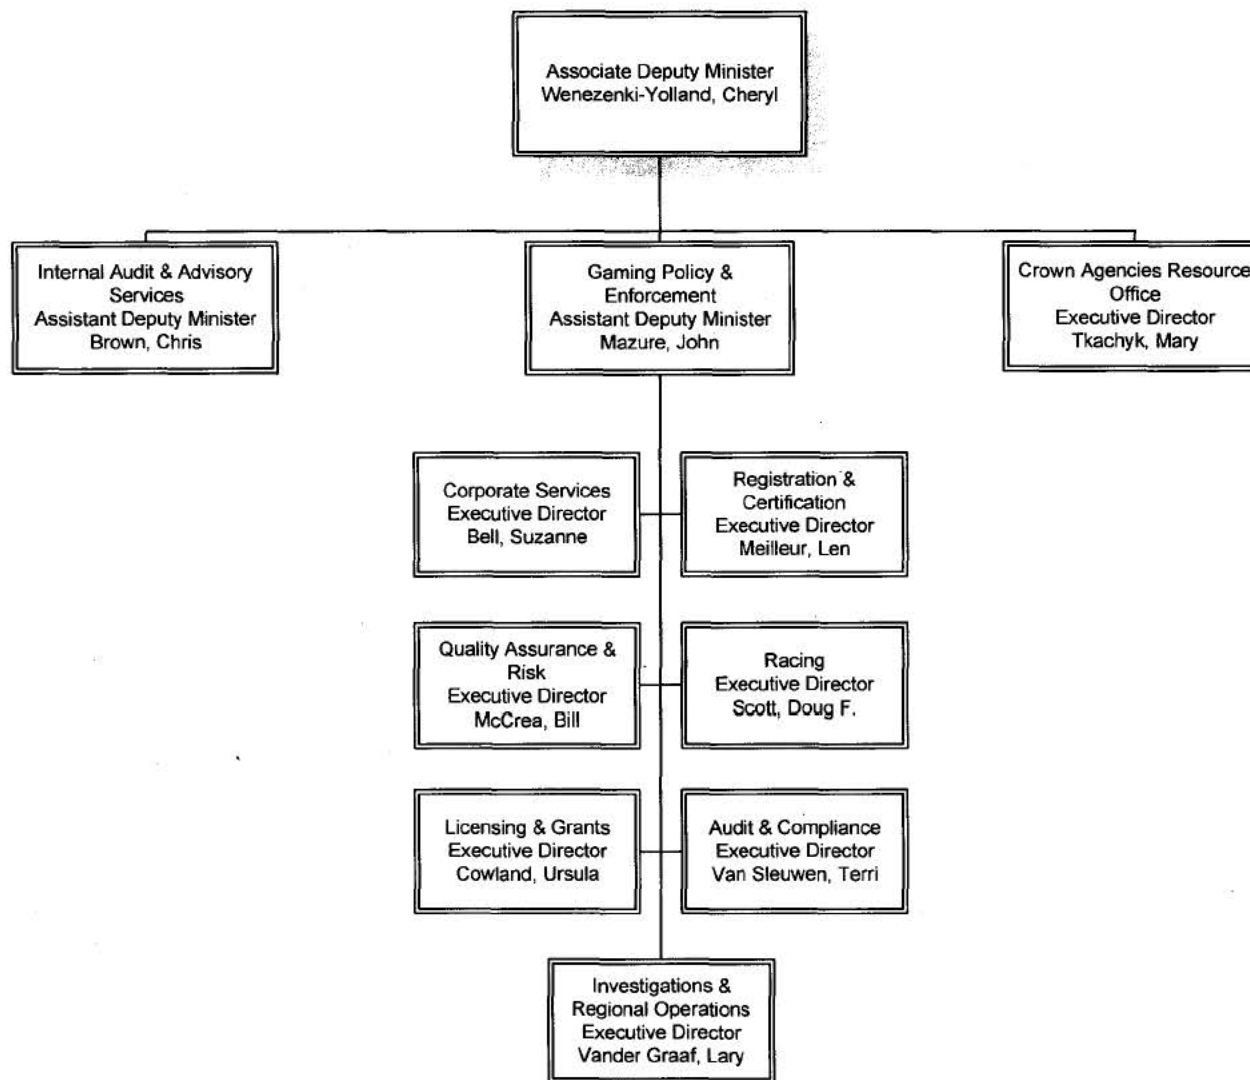 Associate Deputy Minister
Wenezenki-Yolland, Cheryl
Internal Audit & Advisory
Services
Assistant Deputy Minister
Brown, Chris
Gaming Policy &
Enforcement
Assistant Deputy Minister
Mazure, John
Crown Agencies Resource
Office
Executive Director
Tkachyk, Mary
Corporate Services
Executive Director
Bell, Suzanne
Registration &
Certification
Executive Director
Meilleur, Len
Quality Assurance &
Risk
Executive Director
McCrea, Bill
Racing
Executive Director
Scott, Doug F.
Licensing & Grants
Executive Director
Cowland, Ursula
Audit & Compliance
Executive Director
Van Sleuwen, Terri
Investigations &
Regional Operations
Executive Director
Vander Graaf, Lary